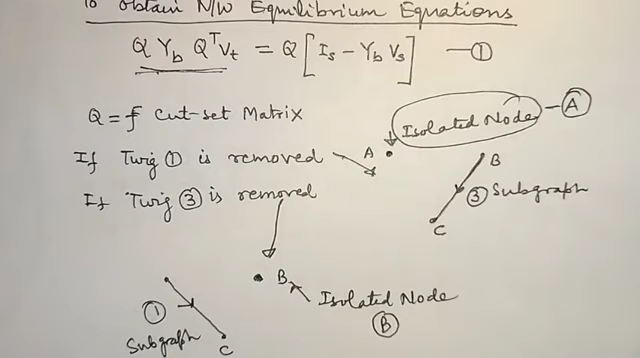 To obtain N/W Equilibrium Equations
Q Y_b Q^T V_t = Q [I_s - Y_b V_s] — ①
Q = f cut-set Matrix
Isolated Node - Ⓐ
If Twig ① is removed
A
B
③ Subgraph
C
If Twig ③ is removed
B
Isolated Node
Ⓑ
①
Subgraph
C